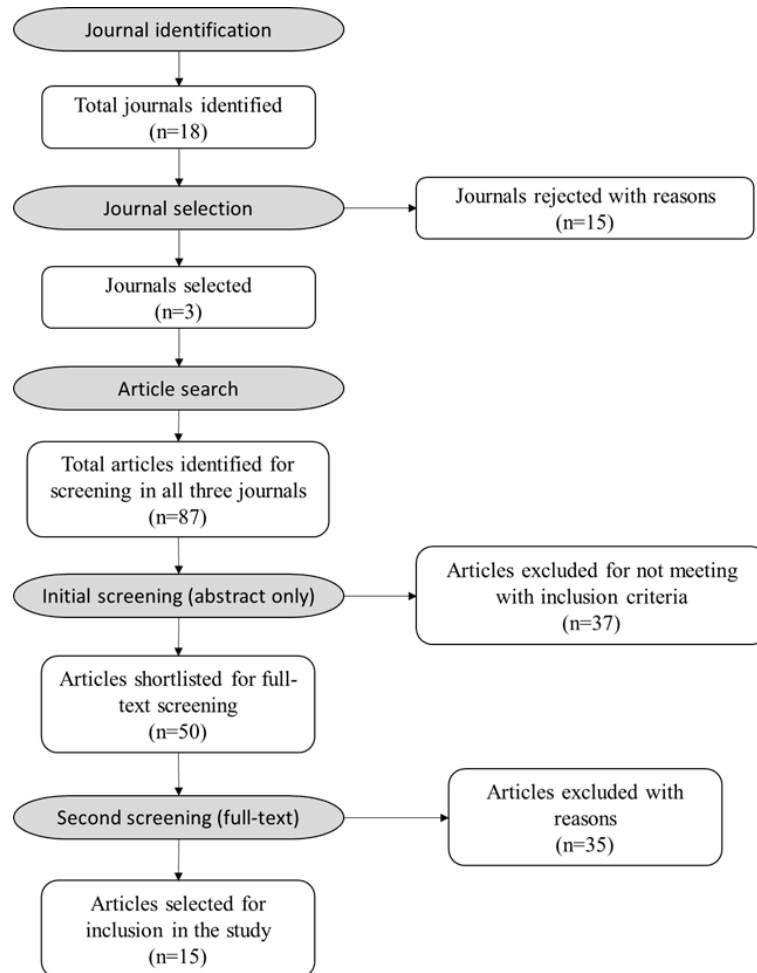 Journal identification
Total journals identified
(n=18)
Journal selection
Journals rejected with reasons
(n=15)
Journals selected
(n=3)
Article search
Total articles identified for
screening in all three journals
(n=87)
Initial screening (abstract only)
Articles excluded for not meeting
with inclusion criteria
(n=37)
Articles shortlisted for full-
text screening
(n=50)
Second screening (full-text)
Articles excluded with
reasons
(n=35)
Articles selected for
inclusion in the study
(n=15)